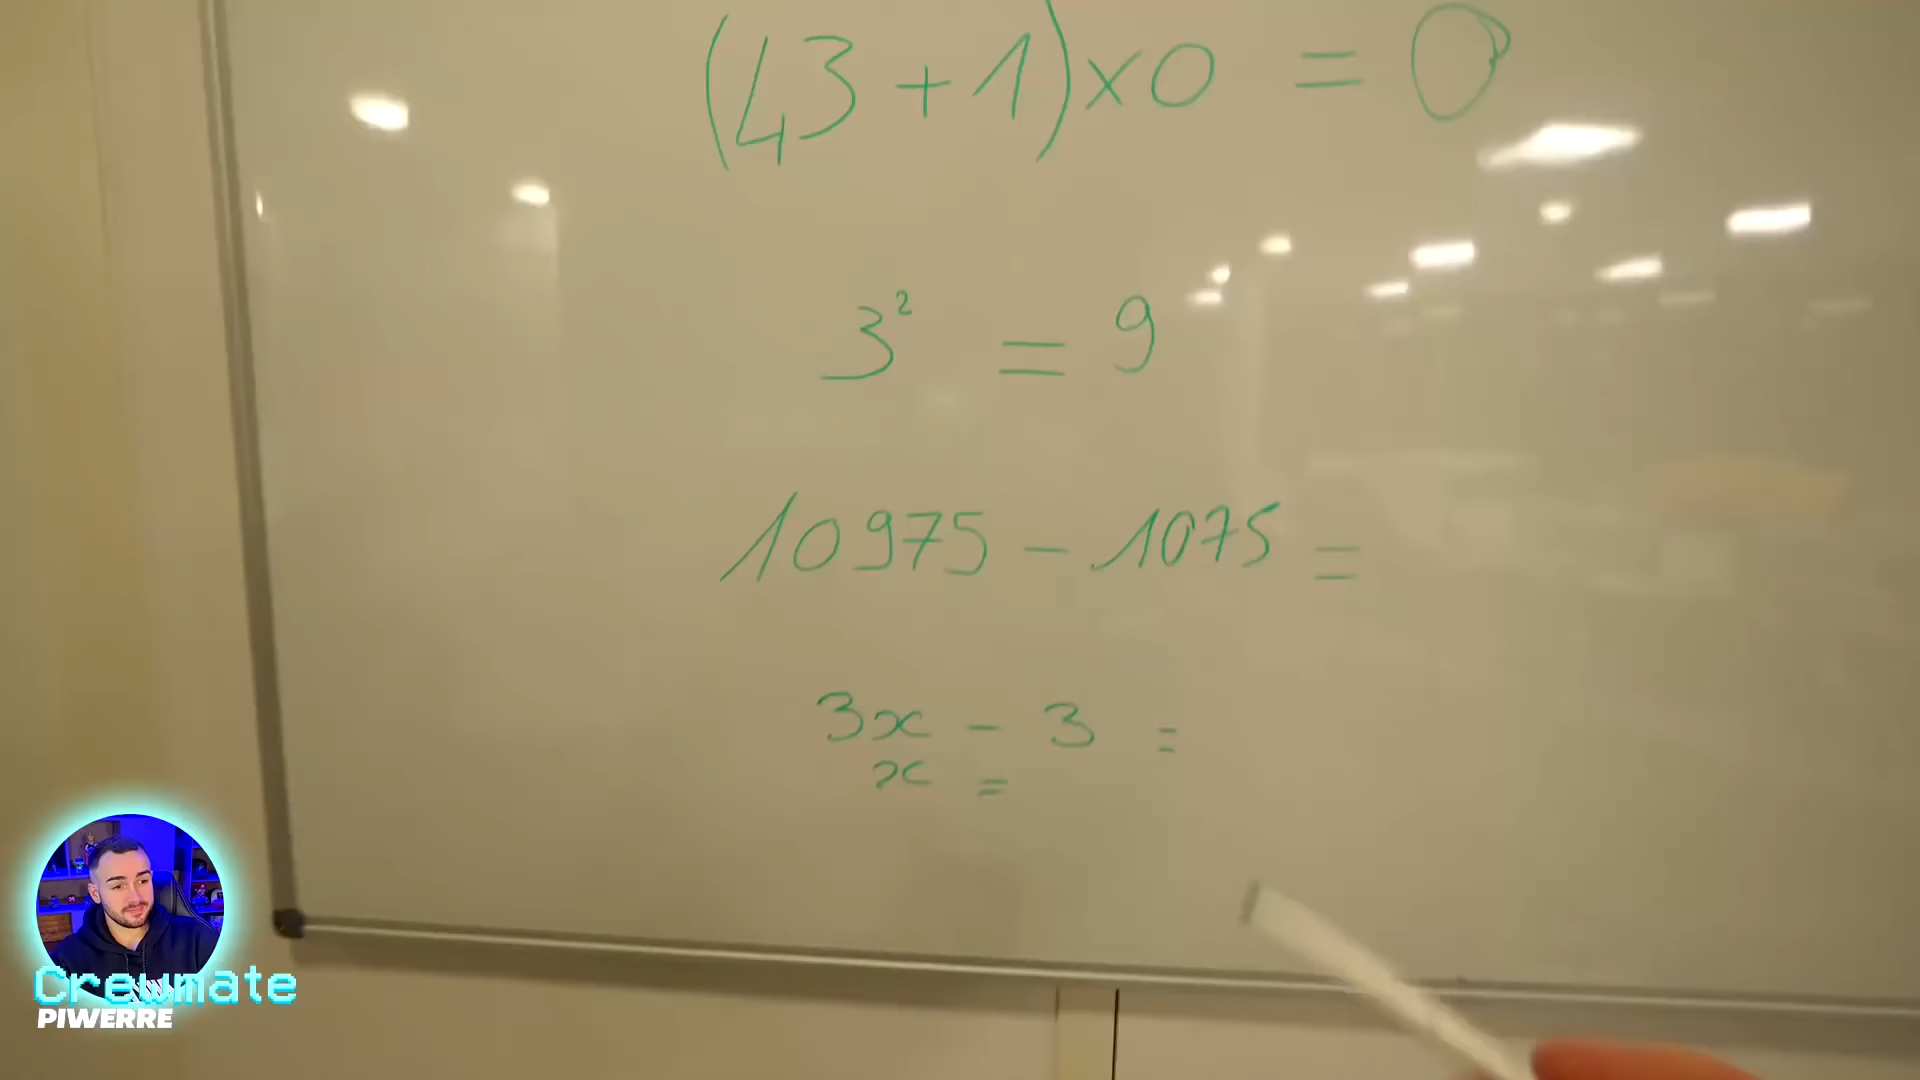 (43+1)×0 = 0
3² = 9
10975 - 1075 =
3x - 3 =
x =
Crewmate
PIWERRE